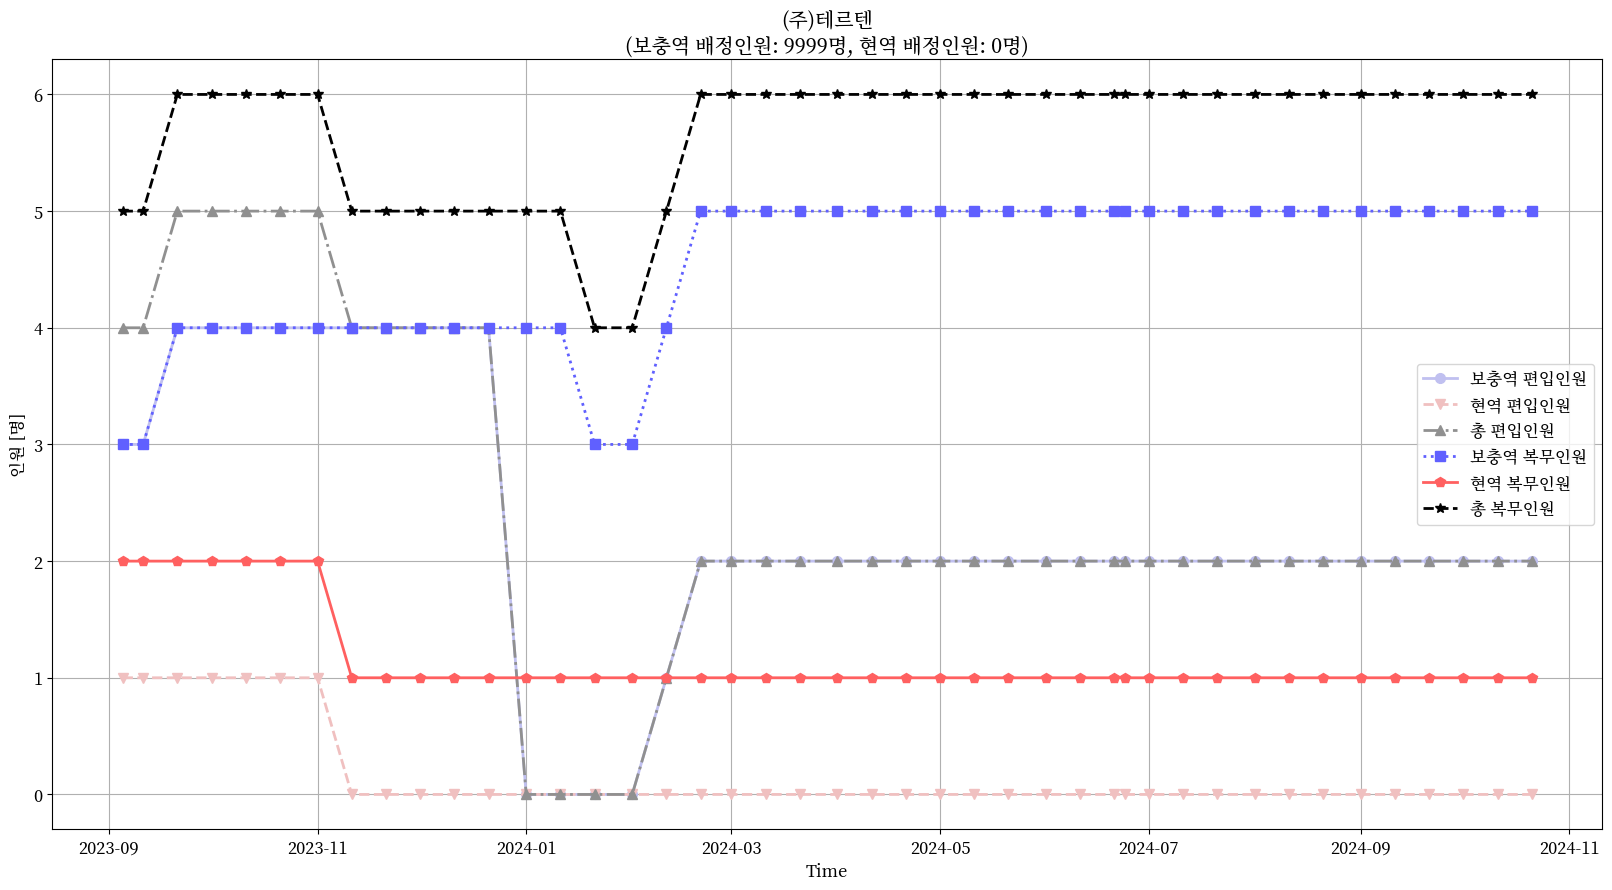 (주)테르텐
(보충역 배정인원: 9999명, 현역 배정인원: 0명)
인원 [명]
6
5
4
3
2
1
0
보충역 편입인원
현역 편입인원
총 편입인원
보충역 복무인원
현역 복무인원
총 복무인원
2023-09
2023-11
2024-01
2024-03
2024-05
2024-07
2024-09
2024-11
Time